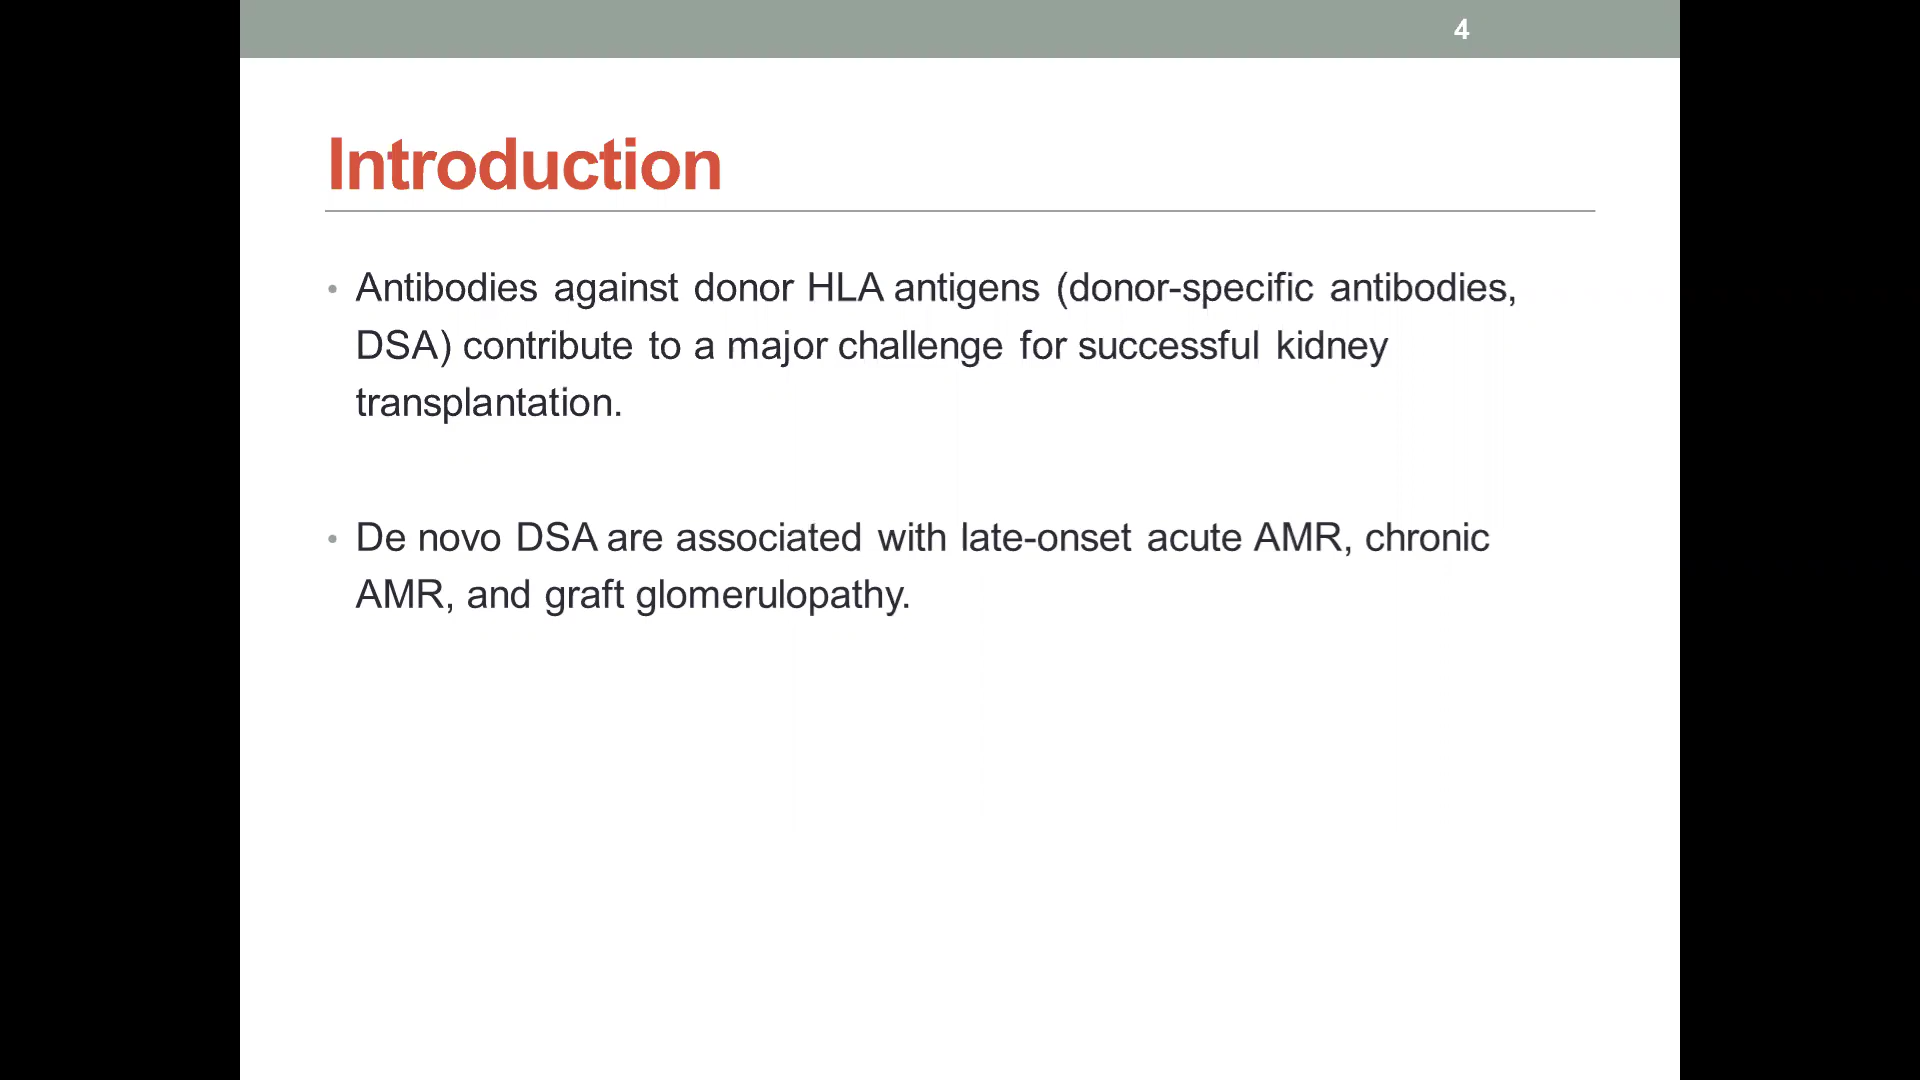 4
Introduction
• Antibodies against donor HLA antigens (donor-specific antibodies,
DSA) contribute to a major challenge for successful kidney
transplantation.
• De novo DSA are associated with late-onset acute AMR, chronic
AMR, and graft glomerulopathy.